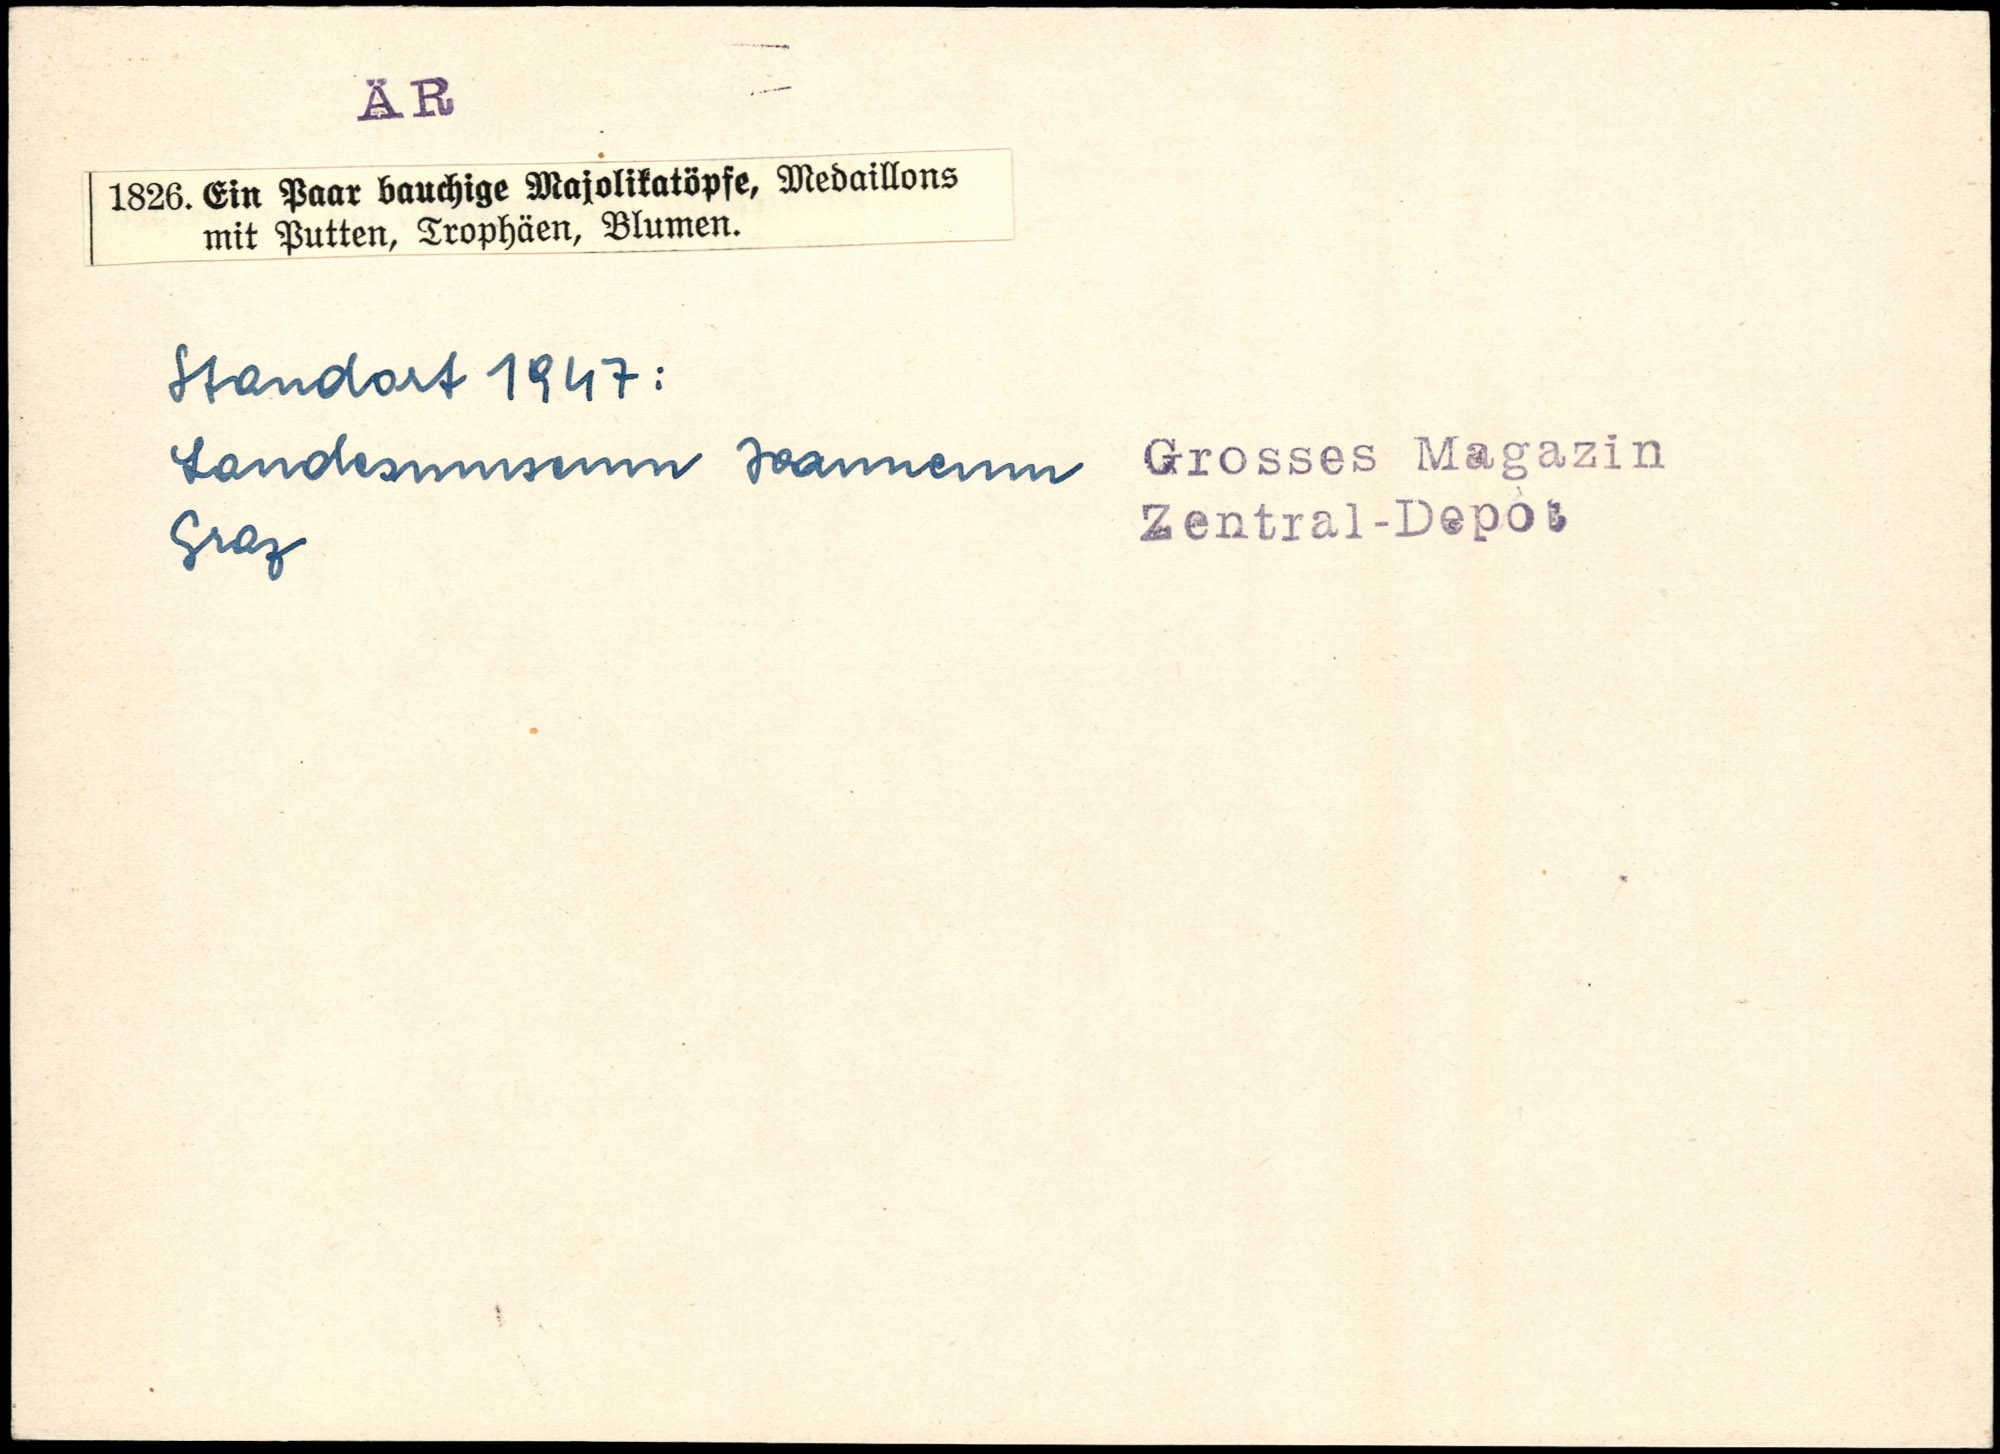 ÄR
1826. Ein Paar bauchige Majolikatöpfe, Medaillons
mit Putten, Trophäen, Blumen.
Standort 1947:
Landesmuseum Joanneum
Graz
Grosses Magazin
Zentral-Depòt